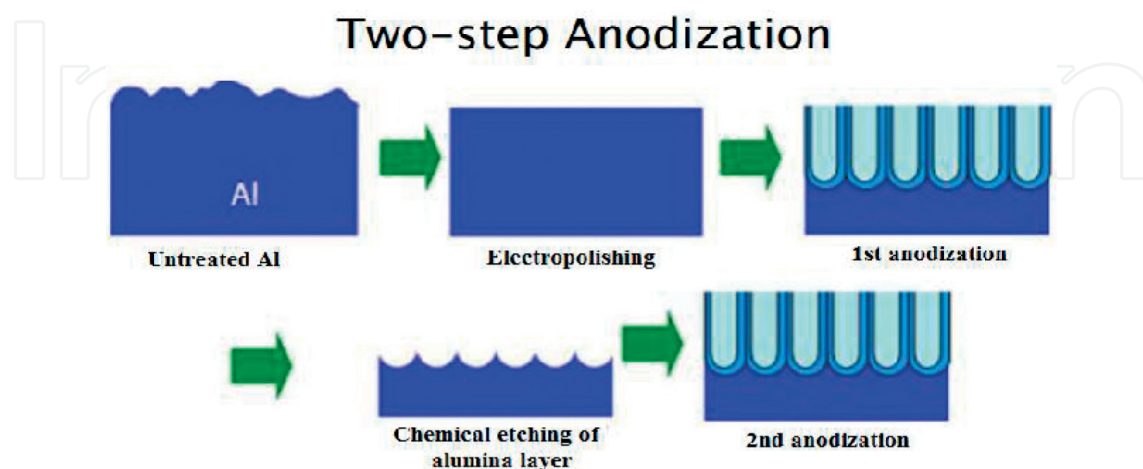 Two-step Anodization
Al
Untreated Al
Electropolishing
1st anodization
Chemical etching of
alumina layer
2nd anodization